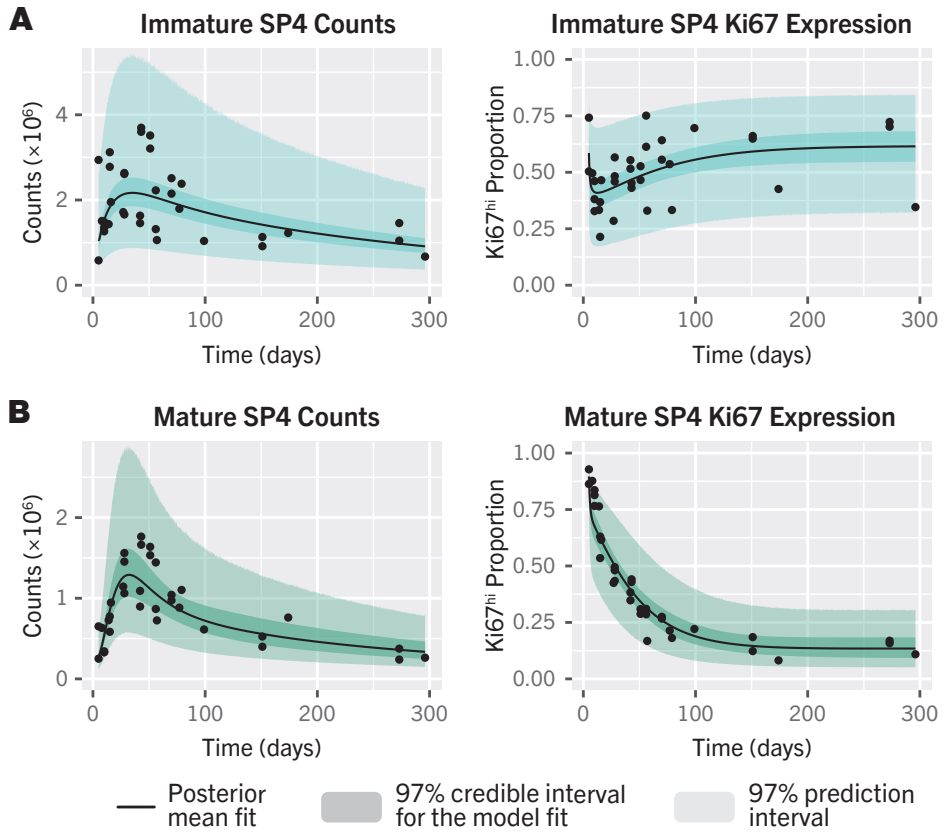 A
Immature SP4 Counts
Immature SP4 Ki67 Expression
Counts (×10⁶)
4
2
0
0
100
200
300
Time (days)
Ki67ʰⁱ Proportion
1.00
0.75
0.50
0.25
0.00
0
100
200
300
Time (days)
B
Mature SP4 Counts
Mature SP4 Ki67 Expression
Counts (×10⁶)
2
1
0
0
100
200
300
Time (days)
Ki67ʰⁱ Proportion
1.00
0.75
0.50
0.25
0.00
0
100
200
300
Time (days)
Posterior
mean fit
97% credible interval
for the model fit
97% prediction
interval